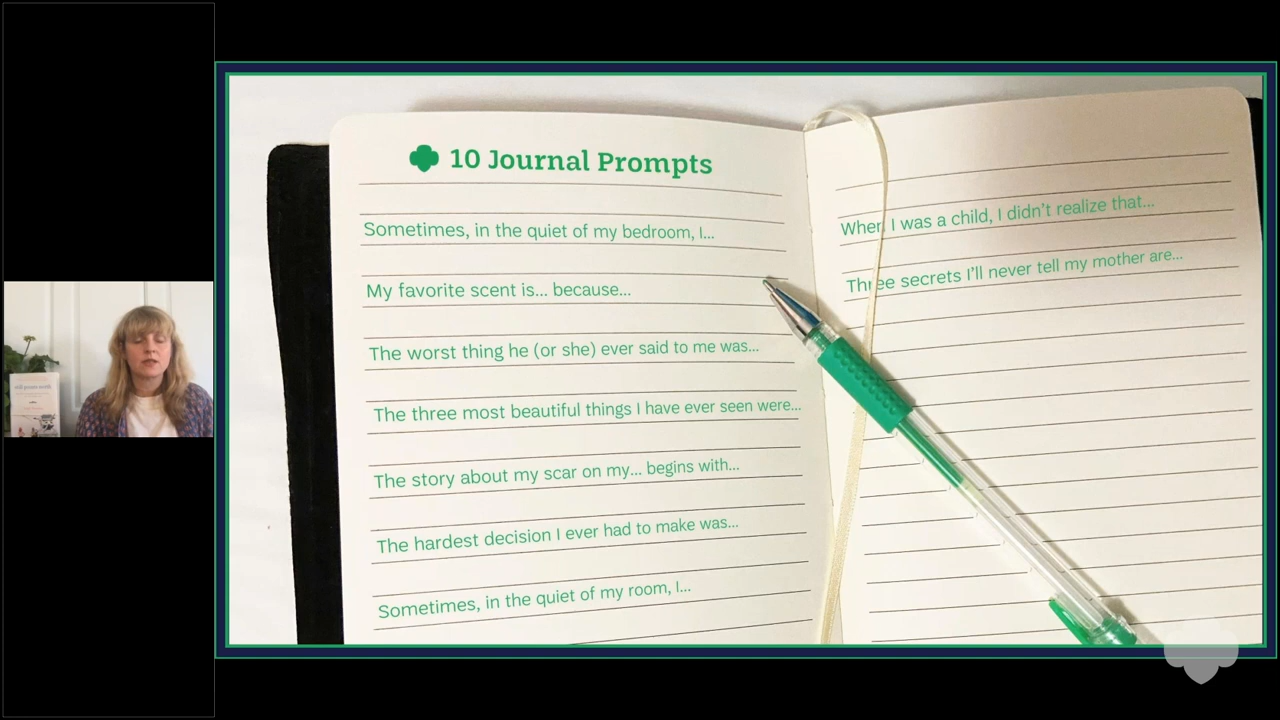 10 Journal Prompts
Sometimes, in the quiet of my bedroom, I...
My favorite scent is... because...
The worst thing he (or she) ever said to me was...
The three most beautiful things I have ever seen were...
The story about my scar on my... begins with...
The hardest decision I ever had to make was...
Sometimes, in the quiet of my room, I...
When I was a child, I didn't realize that...
Three secrets I'll never tell my mother are...